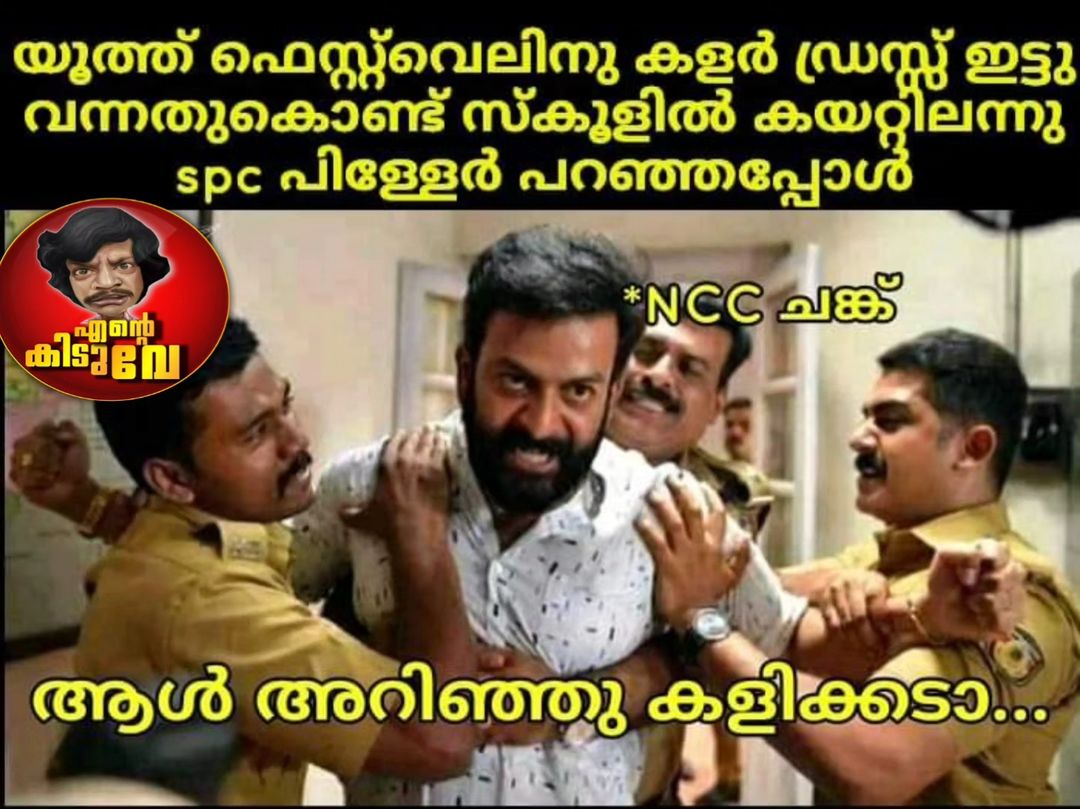 യൂത്ത് ഫെസ്റ്റ്‌വെലിനു കളർ ഡ്രസ്സ് ഇട്ടു
വന്നതുകൊണ്ട് സ്കൂളിൽ കയറ്റിലന്നു
spc പിള്ളേർ പറഞ്ഞപ്പോൾ
എന്റെ
കിടുവേ
*NCC ചങ്ക്
ആൾ അറിഞ്ഞു കളിക്കടാ...